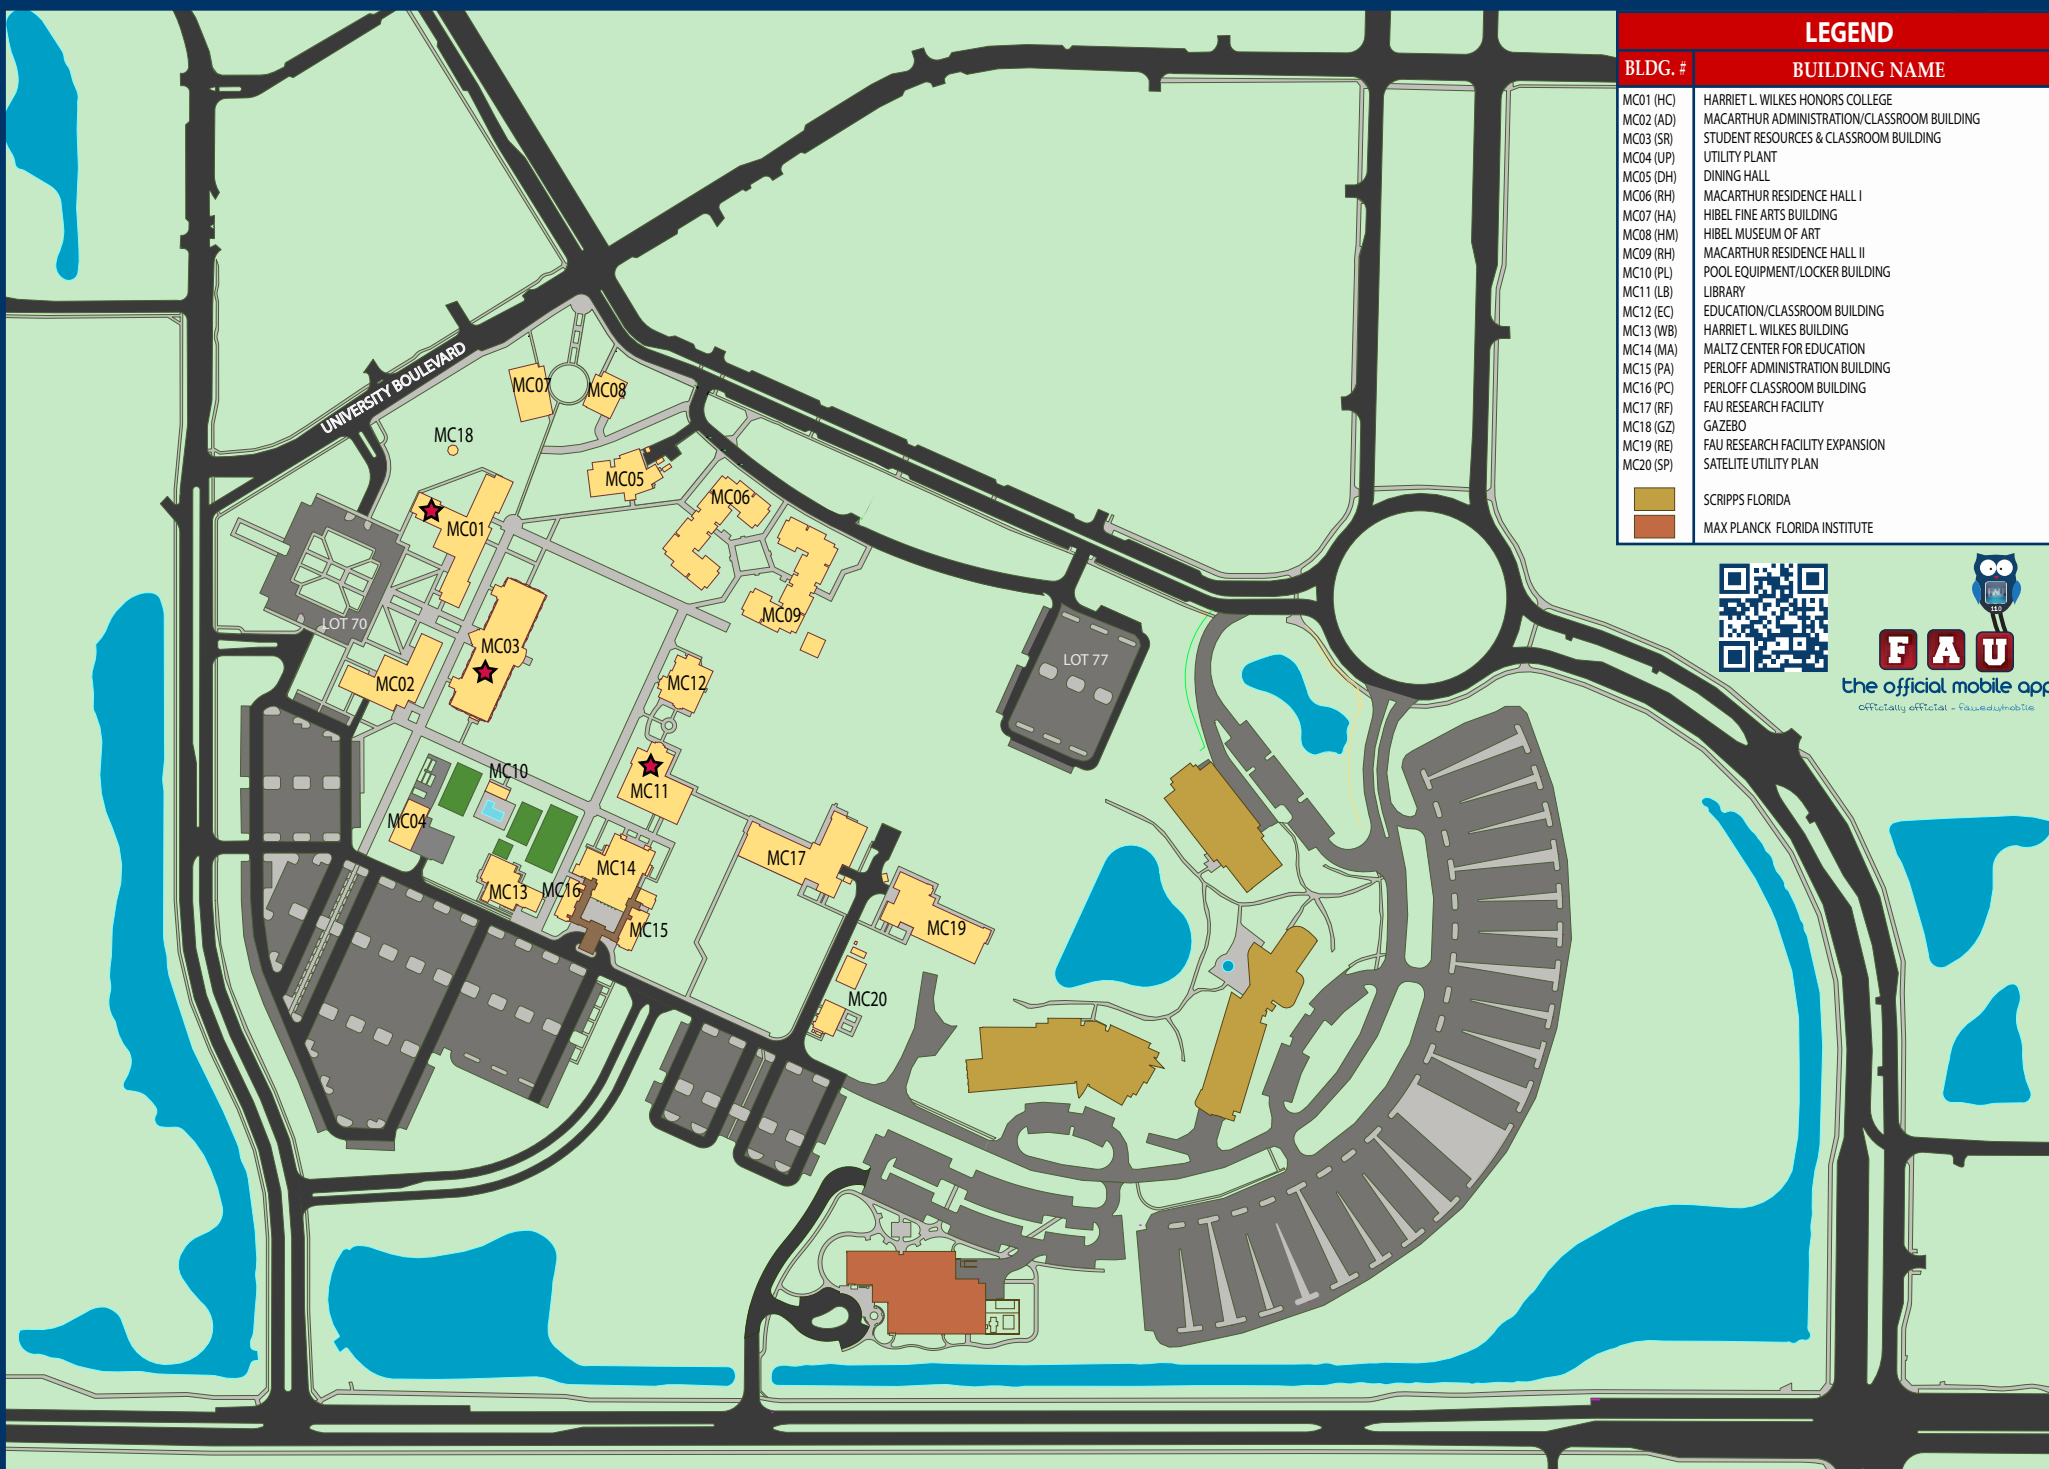 LEGEND
BLDG. # BUILDING NAME
MC01 (HC) HARRIET L. WILKES HONORS COLLEGE
MC02 (AD) MACARTHUR ADMINISTRATION/CLASSROOM BUILDING
MC03 (SR) STUDENT RESOURCES & CLASSROOM BUILDING
MC04 (UP) UTILITY PLANT
MC05 (DH) DINING HALL
MC06 (RH) MACARTHUR RESIDENCE HALL I
MC07 (HA) HIBEL FINE ARTS BUILDING
MC08 (HM) HIBEL MUSEUM OF ART
MC09 (RH) MACARTHUR RESIDENCE HALL II
MC10 (PL) POOL EQUIPMENT/LOCKER BUILDING
MC11 (LB) LIBRARY
MC12 (EC) EDUCATION/CLASSROOM BUILDING
MC13 (WB) HARRIET L. WILKES BUILDING
MC14 (MA) MALTZ CENTER FOR EDUCATION
MC15 (PA) PERLOFF ADMINISTRATION BUILDING
MC16 (PC) PERLOFF CLASSROOM BUILDING
MC17 (RF) FAU RESEARCH FACILITY
MC18 (GZ) GAZEBO
MC19 (RE) FAU RESEARCH FACILITY EXPANSION
MC20 (SP) SATELITE UTILITY PLAN
SCRIPPS FLORIDA
MAX PLANCK FLORIDA INSTITUTE
FAU
110
F A U
the official mobile app
Officially official - fau.edu/mobile
UNIVERSITY BOULEVARD
MC07
MC08
MC18
MC05
MC06
MC01
LOT 70
MC09
MC03
LOT 77
MC02
MC12
MC10
MC11
MC04
MC17
MC14
MC13
MC16
MC15
MC19
MC20